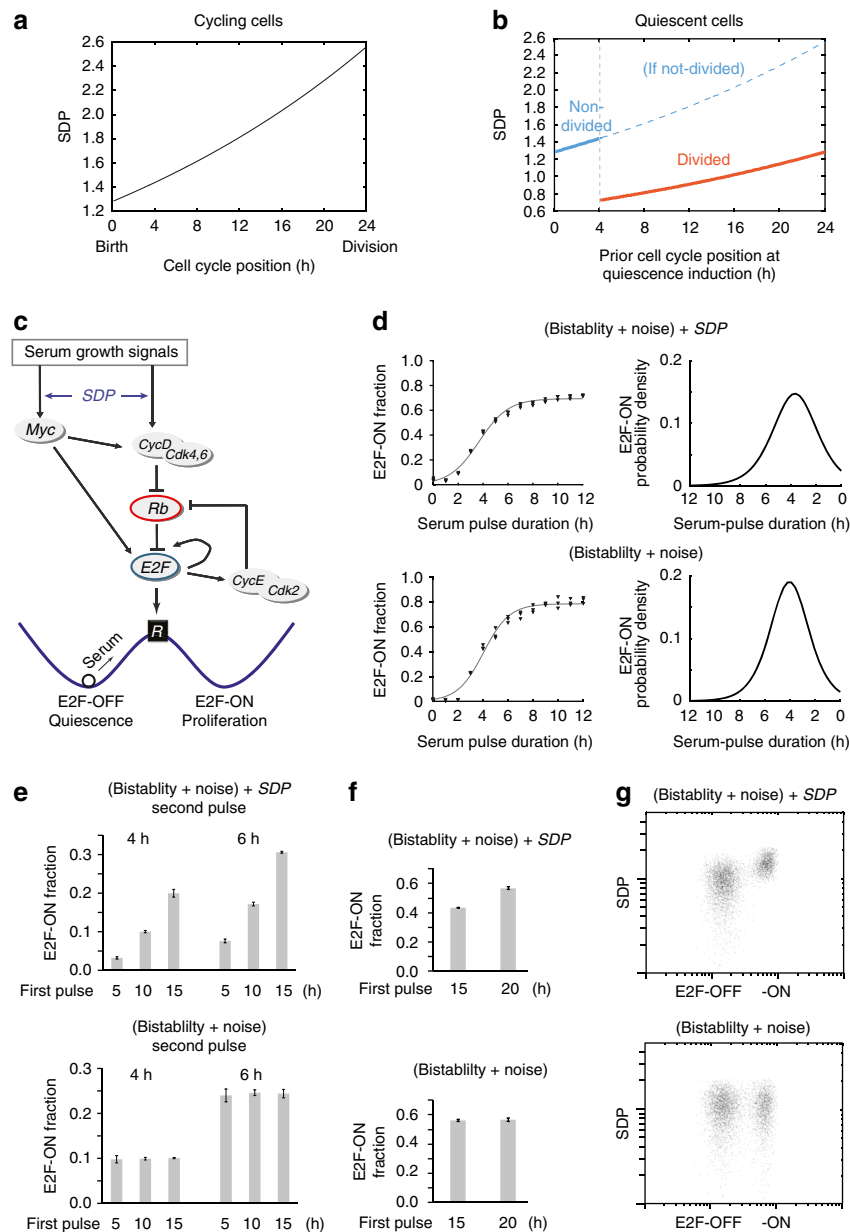 a
Cycling cells
SDP
2.6
2.4
2.2
2.0
1.8
1.6
1.4
1.2
0 4 8 12 16 20 24
Birth Division
Cell cycle position (h)
b
Quiescent cells
SDP
2.6
2.4
2.2
2.0
1.8
1.6
1.4
1.2
1.0
0.8
0.6
(If not-divided)
Non-
divided
Divided
0 4 8 12 16 20 24
Prior cell cycle position at
quiescence induction (h)
c
Serum growth signals
SDP
Myc
CycD
Cdk4,6
Rb
E2F
CycE
Cdk2
R
Serum
E2F-OFF
Quiescence
E2F-ON
Proliferation
d
(Bistablity + noise) + SDP
E2F-ON fraction
1.0
0.8
0.6
0.4
0.2
0
0 2 4 6 8 10 12
Serum pulse duration (h)
E2F-ON
probability density
0.2
0.1
0
12 10 8 6 4 2 0
Serum-pulse duration (h)
(Bistablilty + noise)
E2F-ON fraction
1.0
0.8
0.6
0.4
0.2
0
0 2 4 6 8 10 12
Serum pulse duration (h)
E2F-ON
probability density
0.2
0.1
0
12 10 8 6 4 2 0
Serum-pulse duration (h)
e
(Bistablity + noise) + SDP
second pulse
4 h 6 h
E2F-ON fraction
0.3
0.2
0.1
0.0
First pulse 5 10 15 5 10 15 (h)
(Bistablilty + noise)
second pulse
4 h 6 h
E2F-ON fraction
0.3
0.2
0.1
0.0
First pulse 5 10 15 5 10 15 (h)
f
(Bistablity + noise) + SDP
E2F-ON
fraction
0.6
0.4
0.2
0.0
First pulse 15 20 (h)
(Bistablilty + noise)
E2F-ON
fraction
0.6
0.4
0.2
0.0
First pulse 15 20 (h)
g
(Bistablity + noise) + SDP
SDP
E2F-OFF -ON
(Bistablilty + noise)
SDP
E2F-OFF -ON